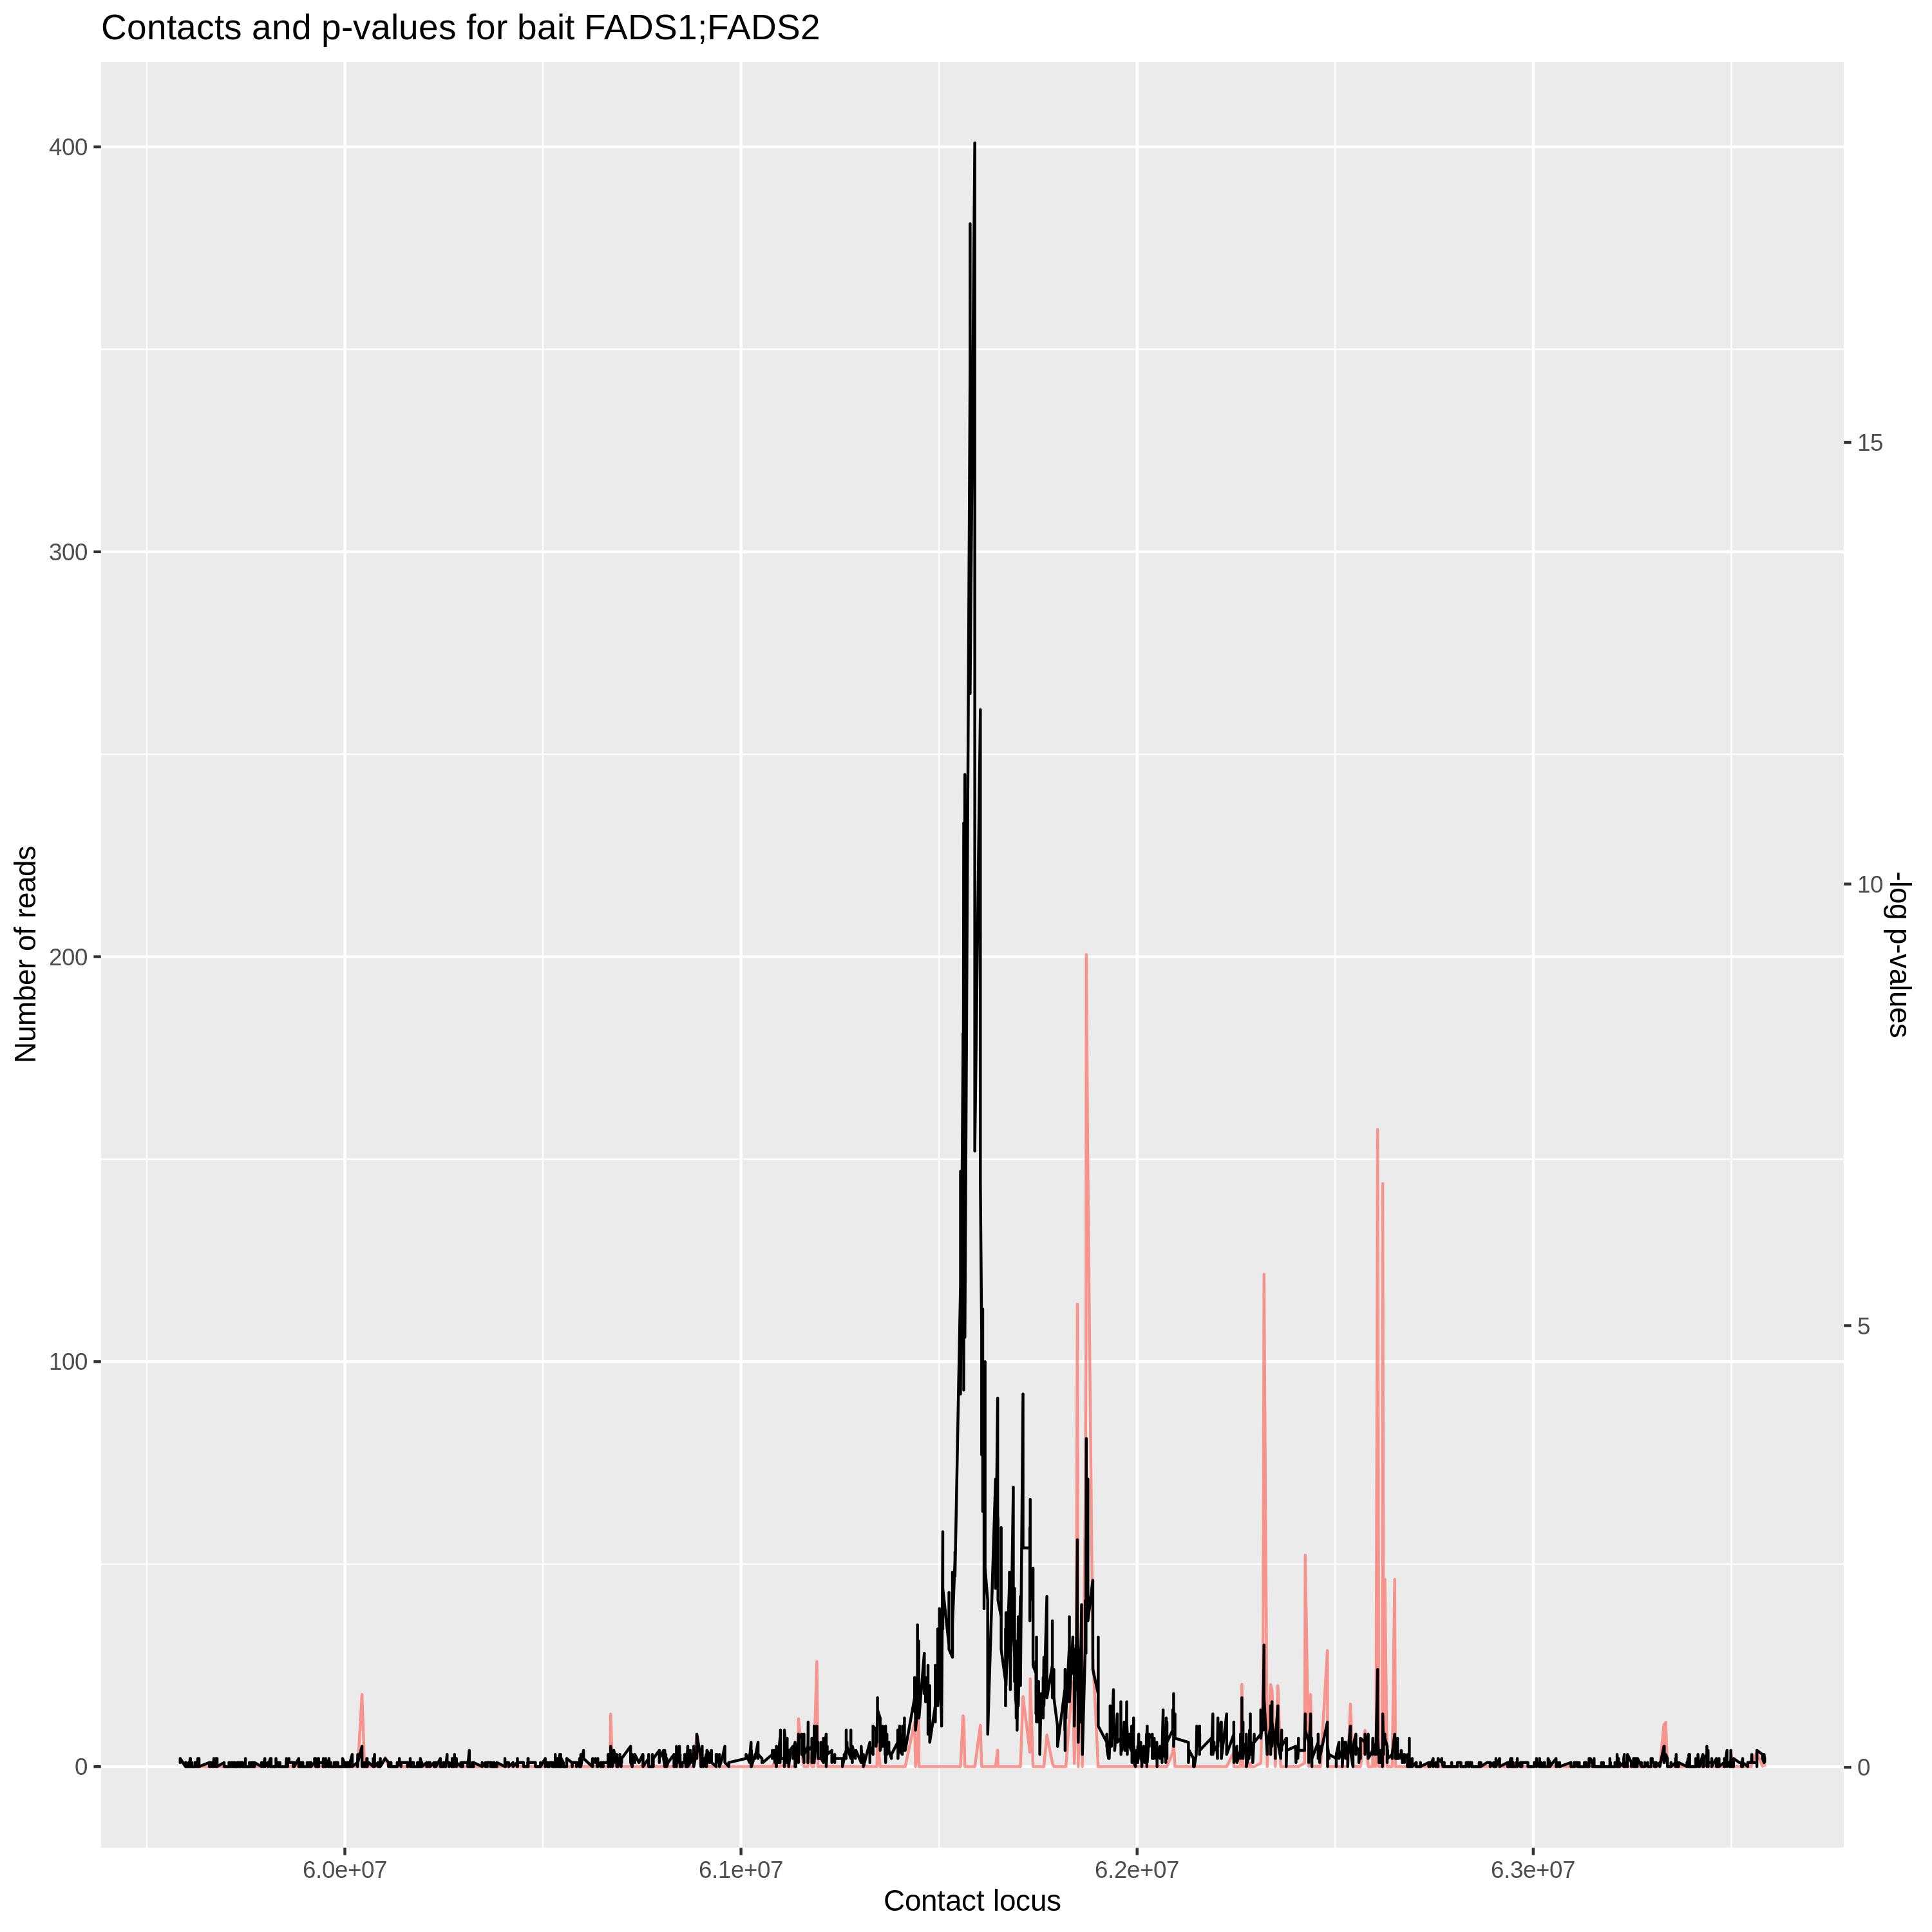 Contacts and p-values for bait FADS1;FADS2
Number of reads
400
300
200
100
0
15
10
5
0
-log p-values
6.0e+07
6.1e+07
6.2e+07
6.3e+07
Contact locus